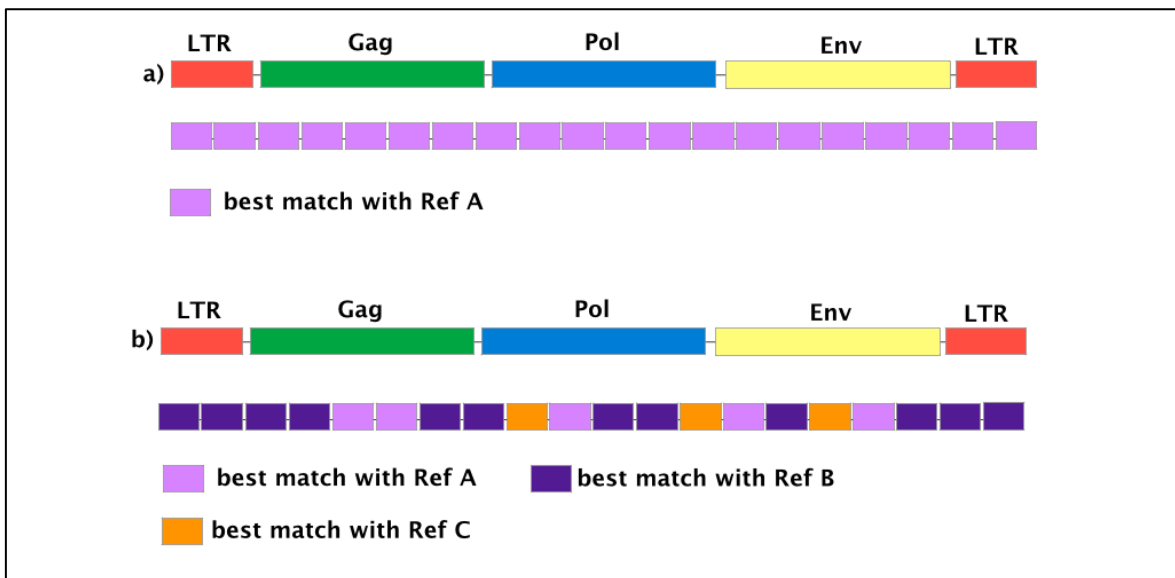 LTR Gag Pol Env LTR
a)
best match with Ref A
LTR Gag Pol Env LTR
b)
best match with Ref A best match with Ref B
best match with Ref C